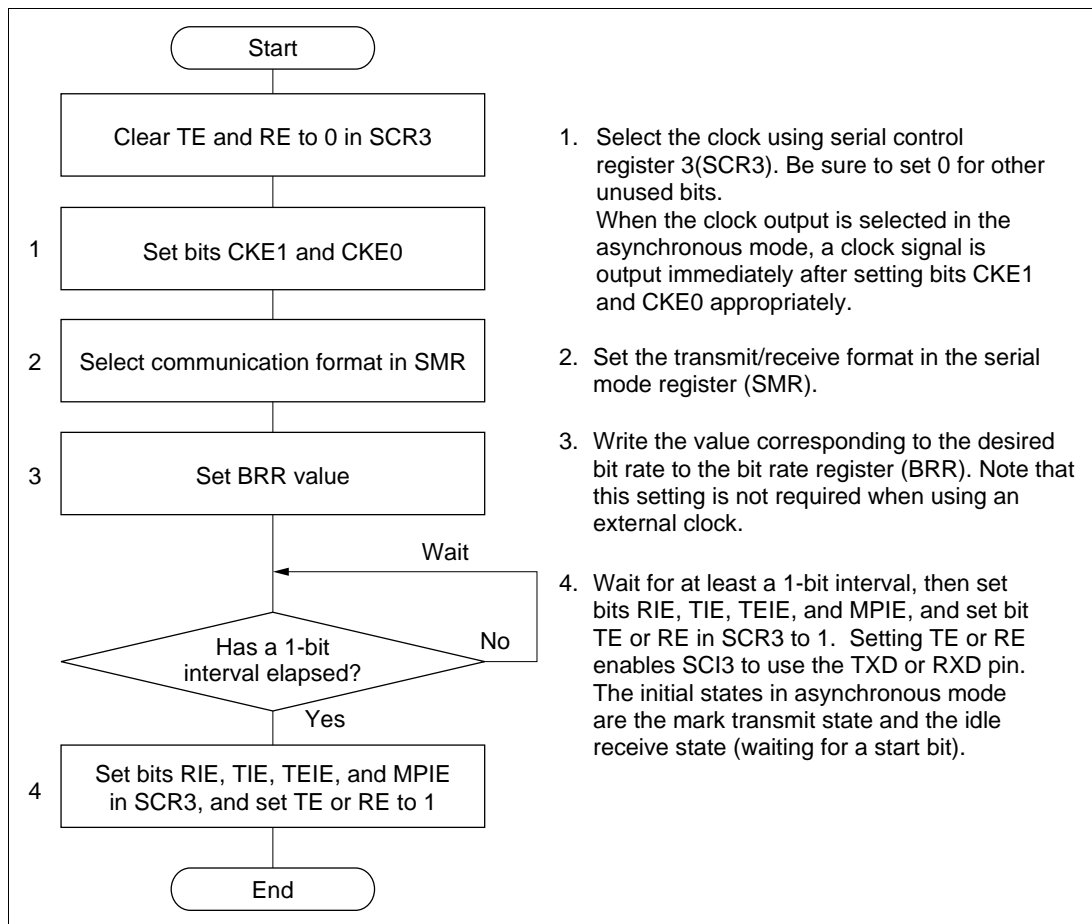 Start
Clear TE and RE to 0 in SCR3
1
Set bits CKE1 and CKE0
2
Select communication format in SMR
3
Set BRR value
Wait
Has a 1-bit
interval elapsed?
No
Yes
4
Set bits RIE, TIE, TEIE, and MPIE
in SCR3, and set TE or RE to 1
End
1. Select the clock using serial control
register 3(SCR3). Be sure to set 0 for other
unused bits.
When the clock output is selected in the
asynchronous mode, a clock signal is
output immediately after setting bits CKE1
and CKE0 appropriately.
2. Set the transmit/receive format in the serial
mode register (SMR).
3. Write the value corresponding to the desired
bit rate to the bit rate register (BRR). Note that
this setting is not required when using an
external clock.
4. Wait for at least a 1-bit interval, then set
bits RIE, TIE, TEIE, and MPIE, and set bit
TE or RE in SCR3 to 1. Setting TE or RE
enables SCI3 to use the TXD or RXD pin.
The initial states in asynchronous mode
are the mark transmit state and the idle
receive state (waiting for a start bit).